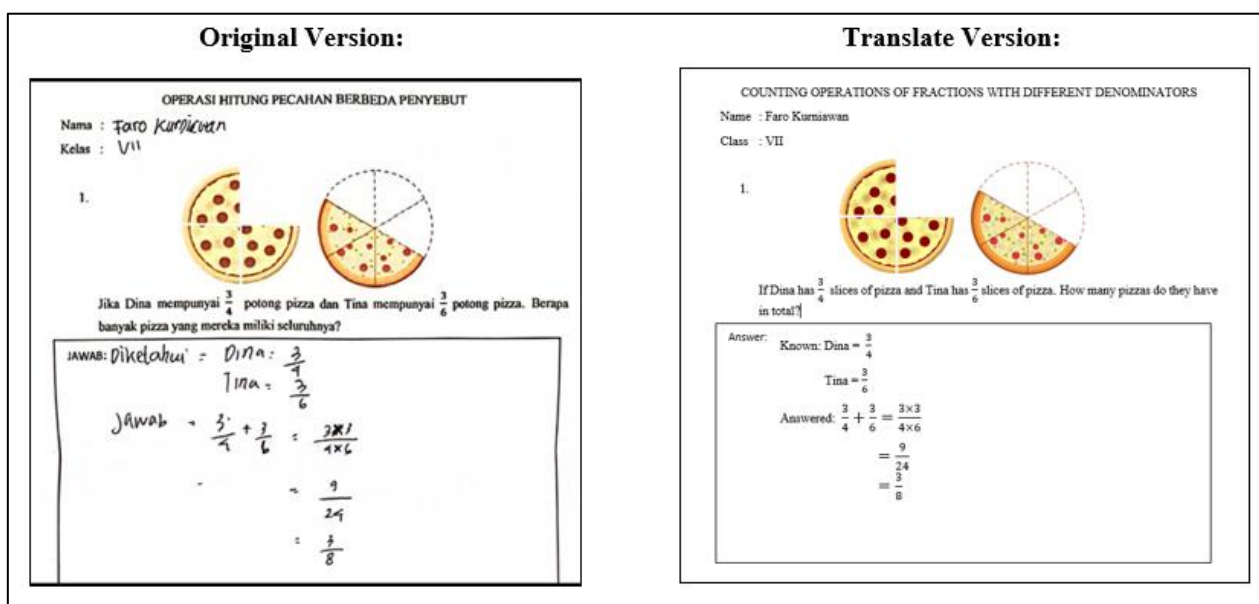 Original Version:
OPERASI HITUNG PECAHAN BERBEDA PENYEBUT
Nama : Faro Kurniawan
Kelas : VII
1.
Jika Dina mempunyai 3/4 potong pizza dan Tina mempunyai 3/6 potong pizza. Berapa
banyak pizza yang mereka miliki seluruhnya?
JAWAB: Diketahui = Dina : 3/4
Tina = 3/6
Jawab = 3/4 + 3/6 = 3×3/4×6
= 9/24
= 3/8
Translate Version:
COUNTING OPERATIONS OF FRACTIONS WITH DIFFERENT DENOMINATORS
Name : Faro Kurniawan
Class : VII
1.
If Dina has 3/4 slices of pizza and Tina has 3/6 slices of pizza. How many pizzas do they have
in total?
Answer:
Known: Dina = 3/4
Tina = 3/6
Answered: 3/4 + 3/6 = 3×3/4×6
= 9/24
= 3/8